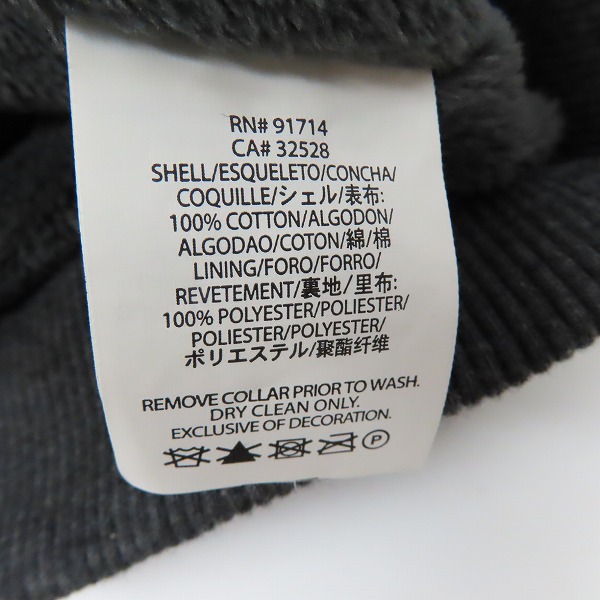 RN# 91714
CA# 32528
SHELL/ESQUELETO/CONCHA/
COQUILLE/シェル/表布:
100% COTTON/ALGODON/
ALGODAO/COTON/綿/棉
LINING/FORO/FORRO/
REVETEMENT/裏地/里布:
100% POLYESTER/POLIESTER/
POLIESTER/POLYESTER/
ポリエステル/聚酯纤维
REMOVE COLLAR PRIOR TO WASH.
DRY CLEAN ONLY.
EXCLUSIVE OF DECORATION.
P